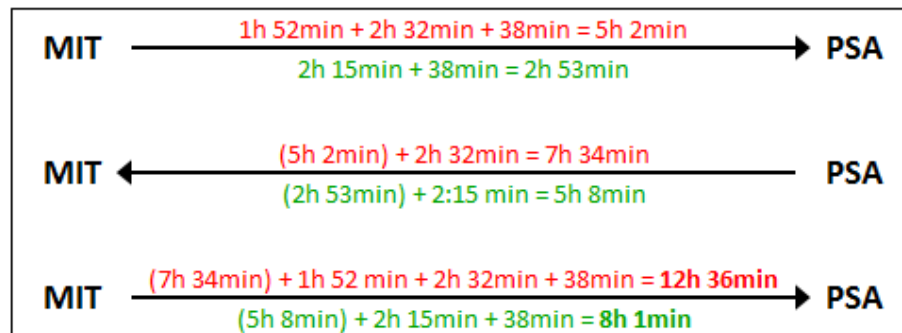 1h 52min + 2h 32min + 38min = 5h 2min
MIT PSA
2h 15min + 38min = 2h 53min
(5h 2min) + 2h 32min = 7h 34min
MIT PSA
(2h 53min) + 2:15 min = 5h 8min
(7h 34min) + 1h 52 min + 2h 32min + 38min = 12h 36min
MIT PSA
(5h 8min) + 2h 15min + 38min = 8h 1min